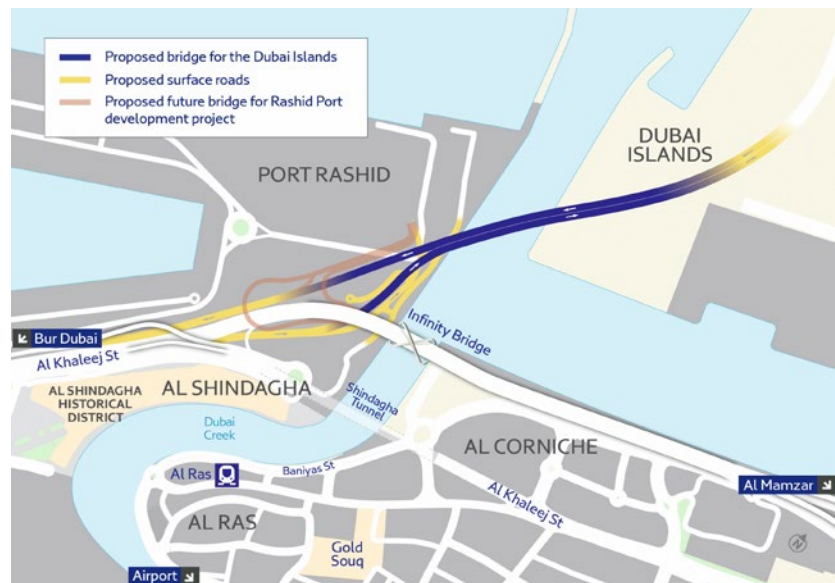 Proposed bridge for the Dubai Islands
Proposed surface roads
Proposed future bridge for Rashid Port
development project
DUBAI
ISLANDS
PORT RASHID
Infinity Bridge
Bur Dubai
Al Khaleej St
AL SHINDAGHA
AL SHINDAGHA
HISTORICAL
DISTRICT
Shindagha
Tunnel
Dubai
Creek
AL CORNICHE
Al Ras
Baniyas St
Al Khaleej St
Al Mamzar
AL RAS
Gold
Souq
Airport
N